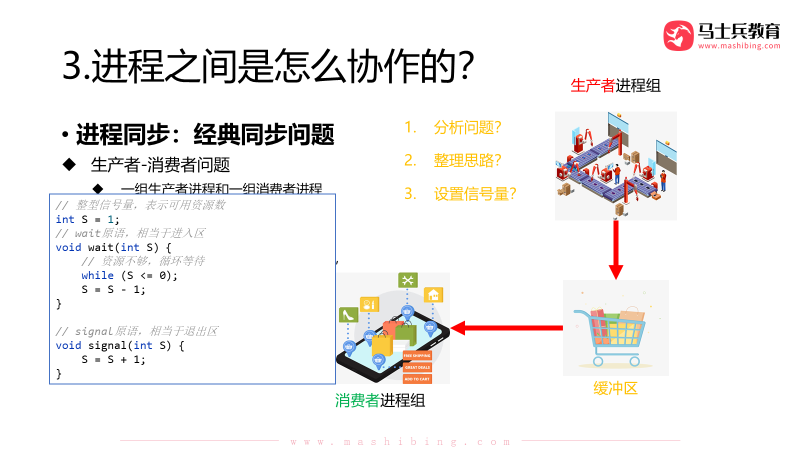 马士兵教育
www.mashibing.com
3.进程之间是怎么协作的?
• 进程同步：经典同步问题
◆ 生产者-消费者问题
◆ 一组生产者进程和一组消费者进程
// 整型信号量，表示可用资源数
int S = 1;
// wait原语，相当于进入区
void wait(int S) {
    // 资源不够，循环等待
    while (S <= 0);
    S = S - 1;
}

// signal原语，相当于退出区
void signal(int S) {
    S = S + 1;
}
，
1. 分析问题?
2. 整理思路?
3. 设置信号量?
生产者进程组
缓冲区
FREE SHIPPING
GREAT DEALS
ADD TO CART
消费者进程组
www.mashibing.com